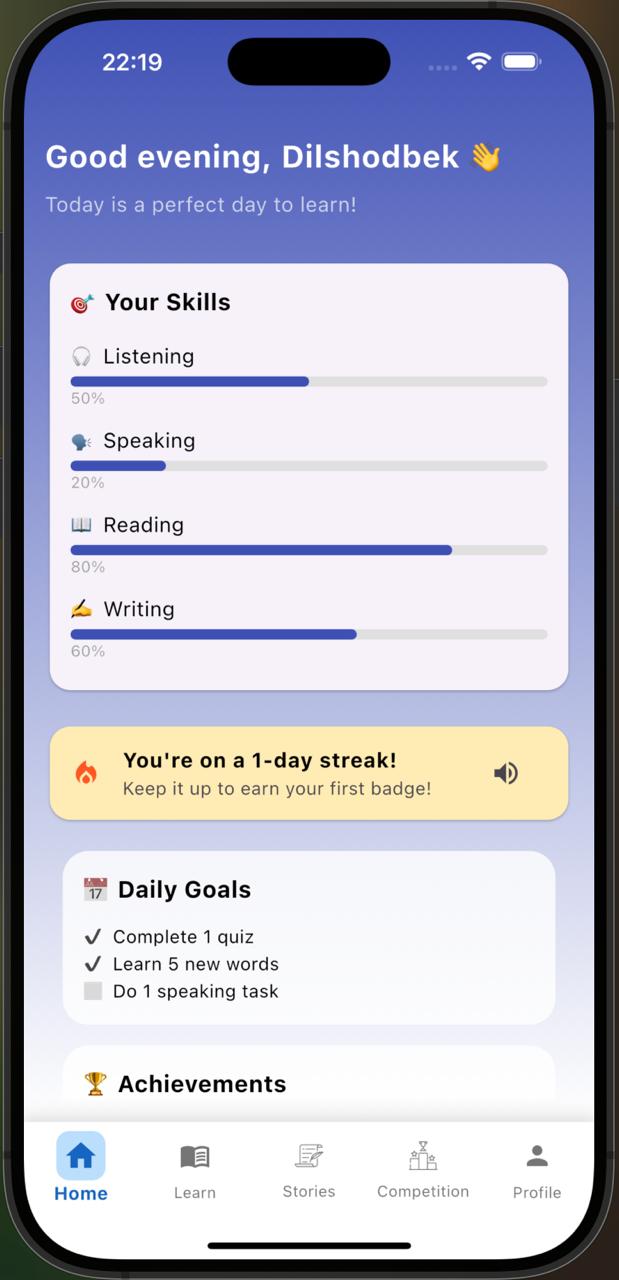 22:19
Good evening, Dilshodbek 👋
Today is a perfect day to learn!
🎯 Your Skills
🎧 Listening
50%
🗣️ Speaking
20%
📖 Reading
80%
✍️ Writing
60%
You're on a 1-day streak!
Keep it up to earn your first badge!
📅 Daily Goals
17
✔ Complete 1 quiz
✔ Learn 5 new words
⬜ Do 1 speaking task
🏆 Achievements
Home
Learn
Stories
Competition
Profile